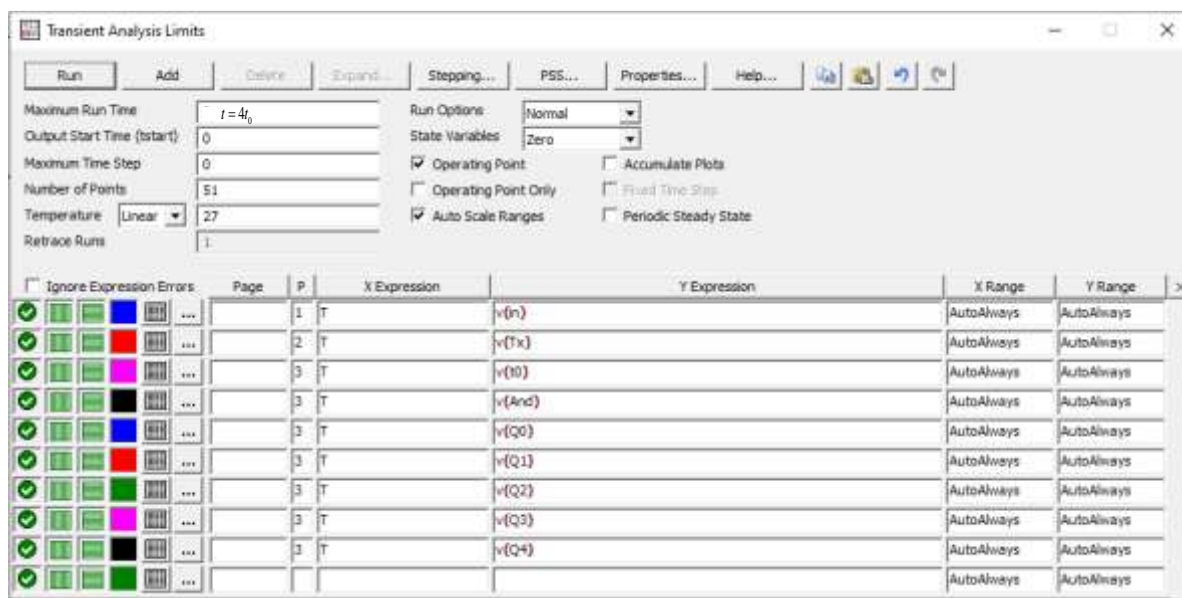 Transient Analysis Limits
Run Add Delete Expand... Stepping... PSS... Properties... Help...
Maximum Run Time t = 4t₀ Run Options Normal
Output Start Time (tstart) 0 State Variables Zero
Maximum Time Step 0 Operating Point Accumulate Plots
Number of Points 51 Operating Point Only Fixed Time Step
Temperature Linear 27 Auto Scale Ranges Periodic Steady State
Retrace Runs 1
Ignore Expression Errors Page P X Expression Y Expression X Range Y Range >
... 1 T v(in) AutoAlways AutoAlways
... 2 T v(Tx) AutoAlways AutoAlways
... 3 T v(t0) AutoAlways AutoAlways
... 3 T v(And) AutoAlways AutoAlways
... 3 T v(Q0) AutoAlways AutoAlways
... 3 T v(Q1) AutoAlways AutoAlways
... 3 T v(Q2) AutoAlways AutoAlways
... 3 T v(Q3) AutoAlways AutoAlways
... 3 T v(Q4) AutoAlways AutoAlways
... AutoAlways AutoAlways